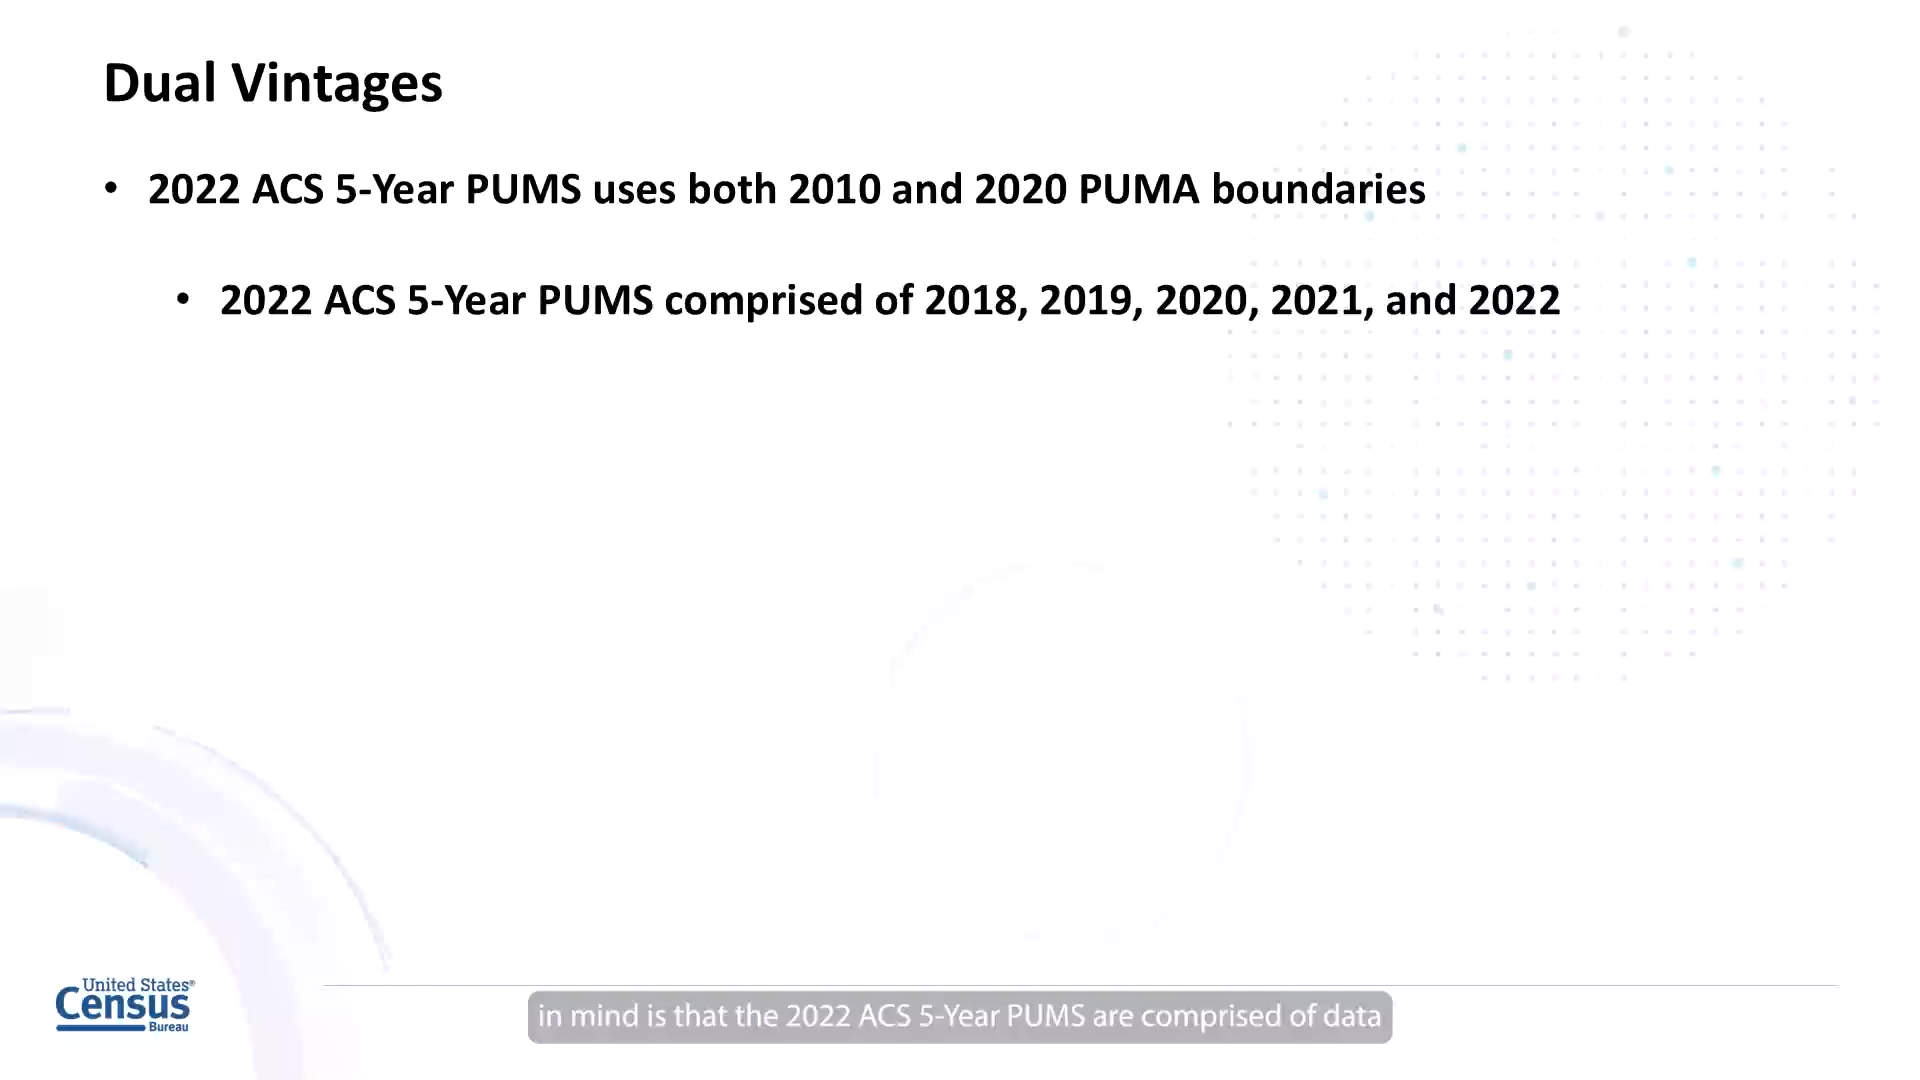 Dual Vintages
• 2022 ACS 5-Year PUMS uses both 2010 and 2020 PUMA boundaries
• 2022 ACS 5-Year PUMS comprised of 2018, 2019, 2020, 2021, and 2022
United States®
Census
Bureau
in mind is that the 2022 ACS 5-Year PUMS are comprised of data